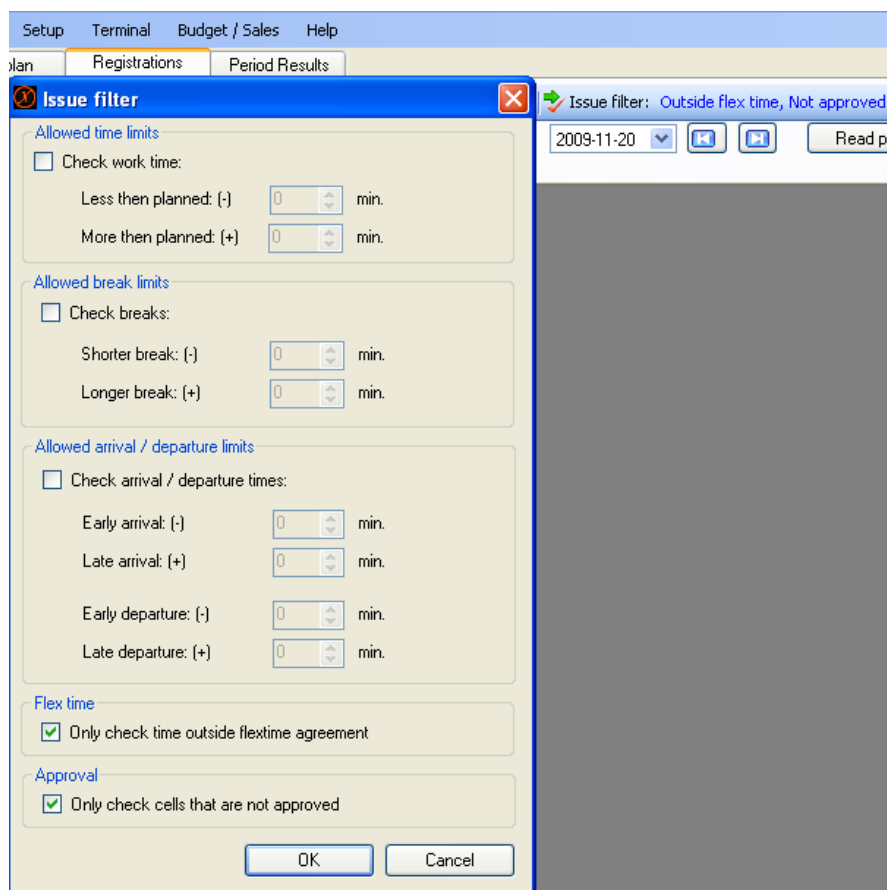 Setup Terminal Budget / Sales Help
plan Registrations Period Results
Issue filter
Issue filter: Outside flex time, Not approved
2009-11-20 Read p
Allowed time limits
Check work time:
Less then planned: (-) 0 min.
More then planned: (+) 0 min.
Allowed break limits
Check breaks:
Shorter break: (-) 0 min.
Longer break: (+) 0 min.
Allowed arrival / departure limits
Check arrival / departure times:
Early arrival: (-) 0 min.
Late arrival: (+) 0 min.
Early departure: (-) 0 min.
Late departure: (+) 0 min.
Flex time
Only check time outside flextime agreement
Approval
Only check cells that are not approved
OK Cancel